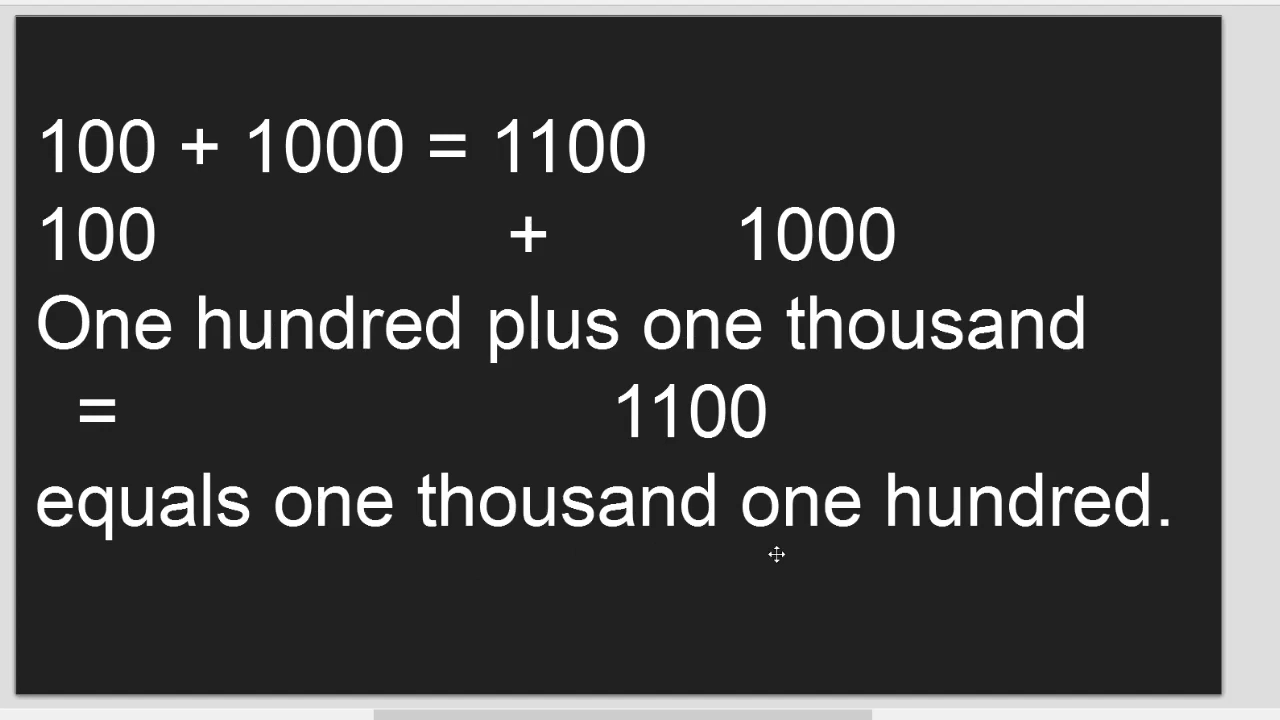 100 + 1000 = 1100
100 + 1000
One hundred plus one thousand
= 1100
equals one thousand one hundred.